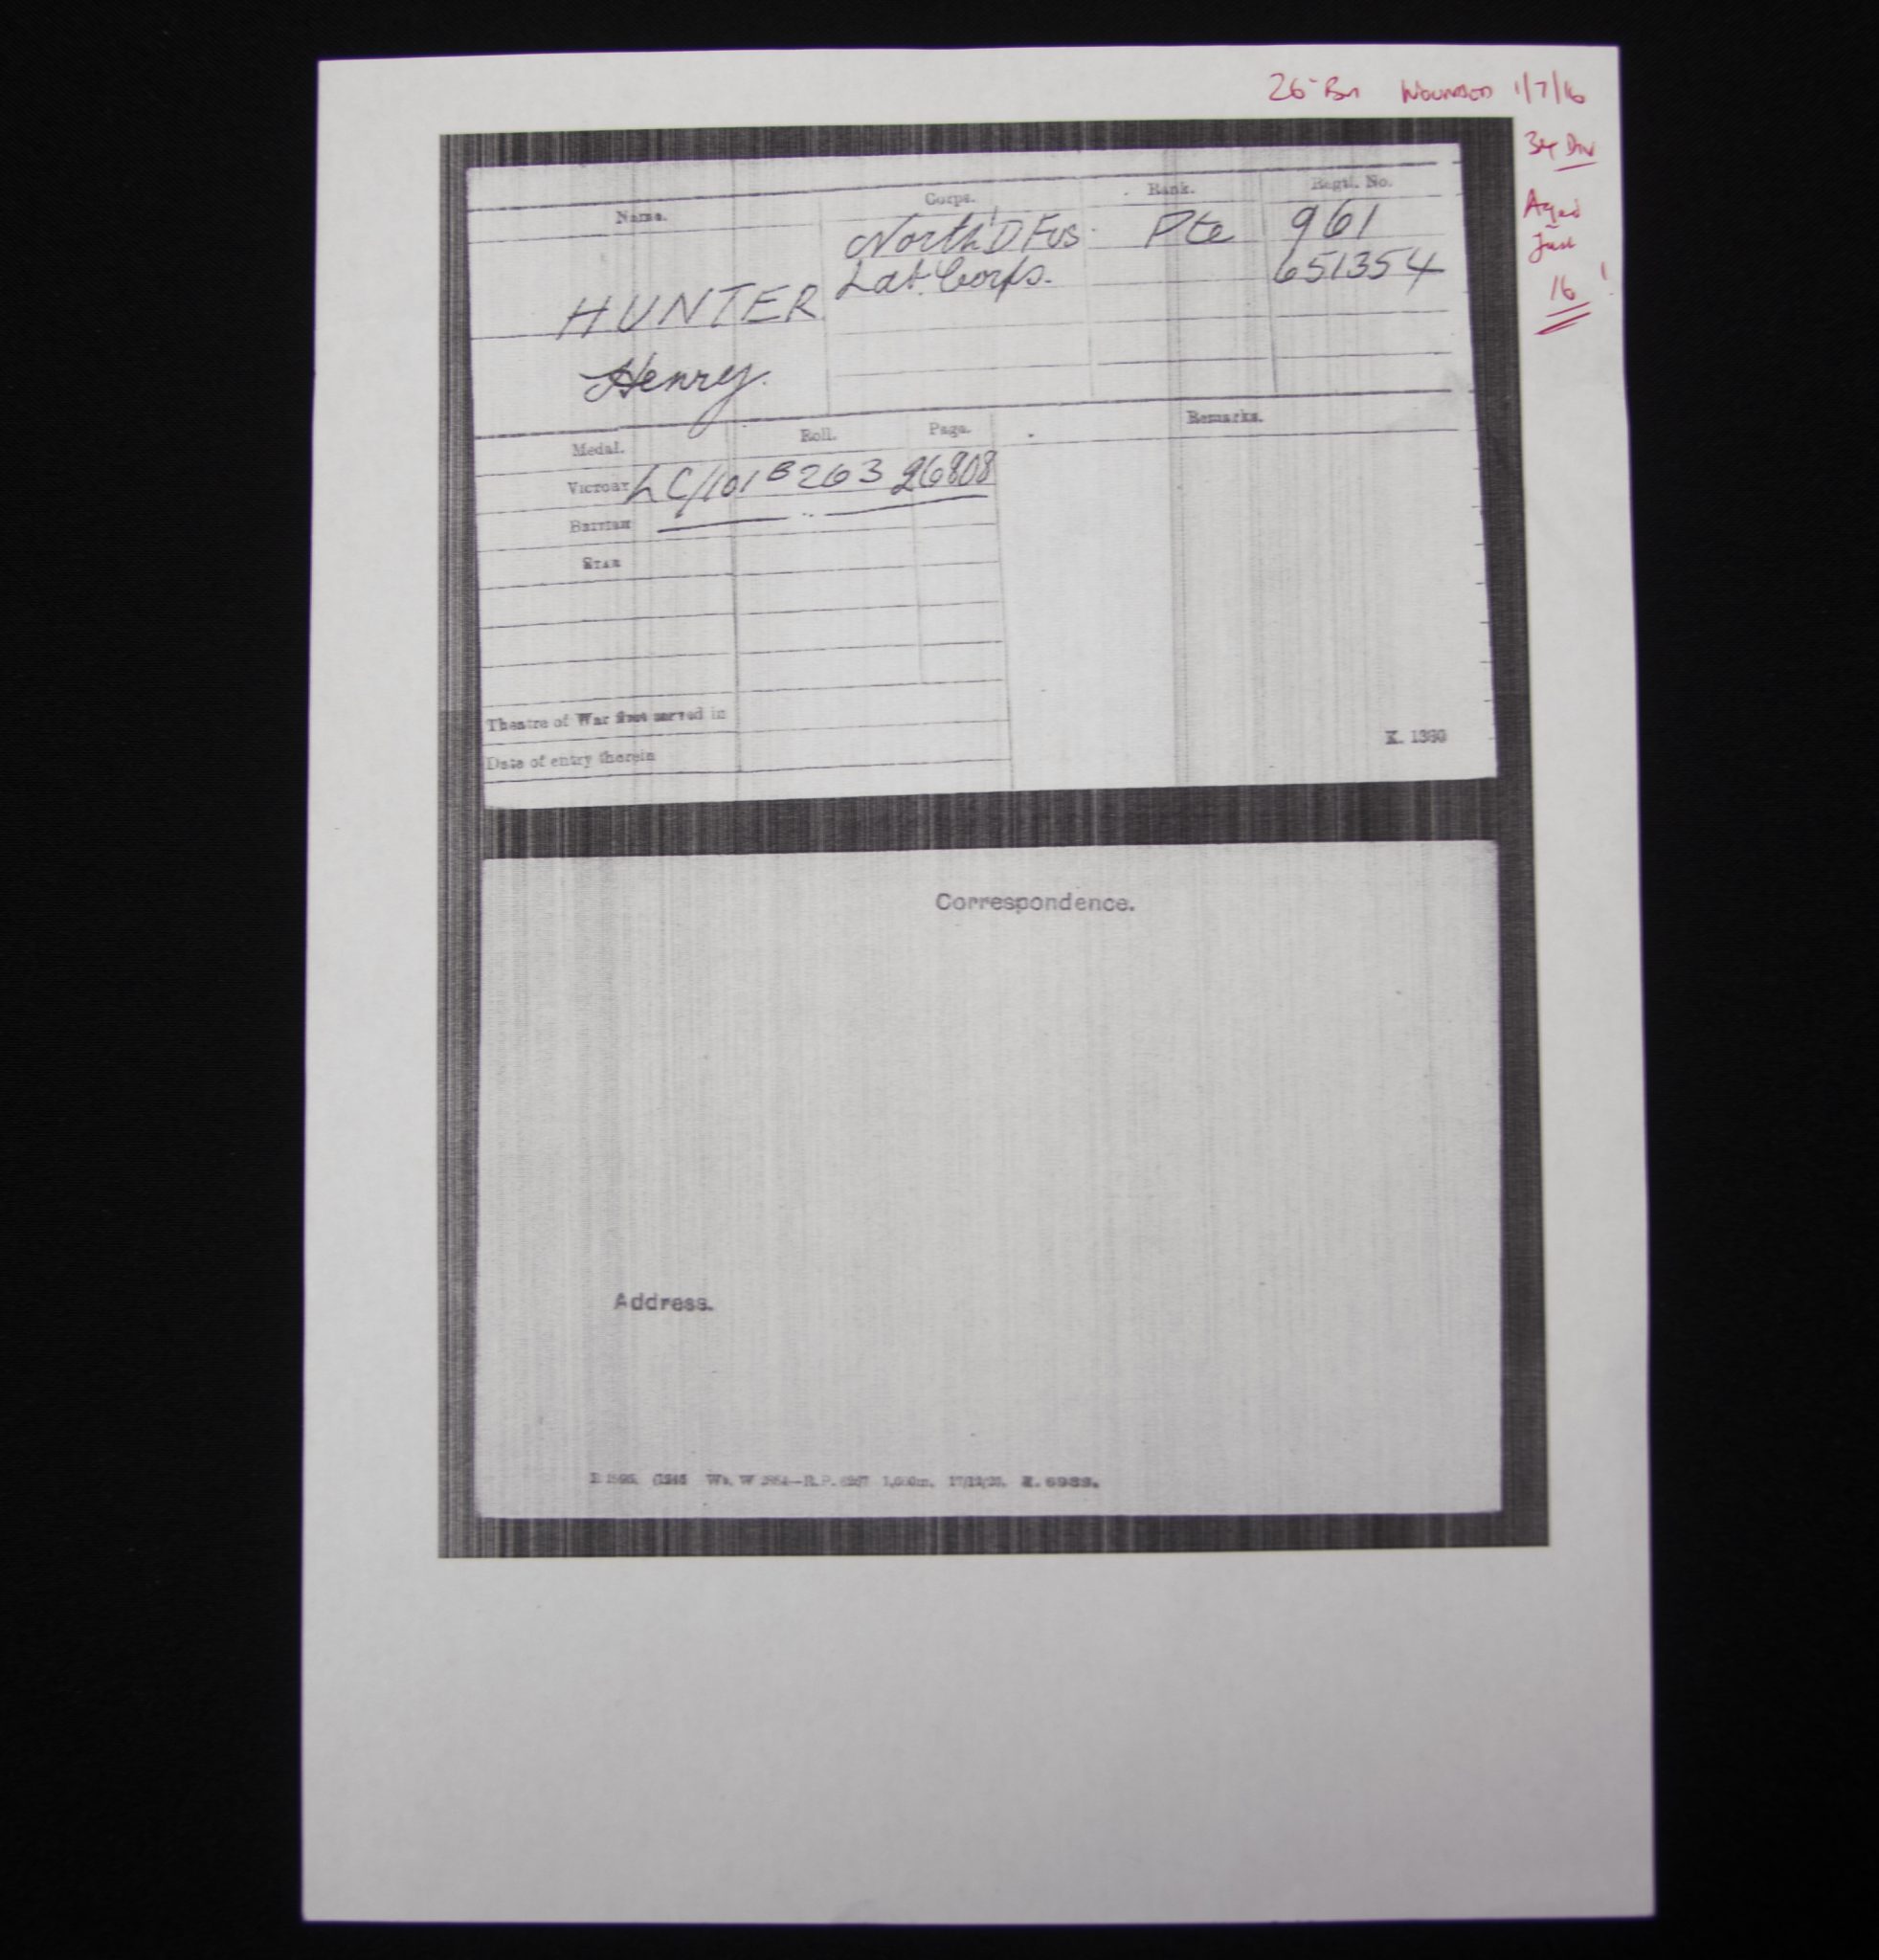 26 Bn Wounded 1/7/16
34 Div
Aged
Just
16 !
Name. Corps. Rank. Regtl. No.
North'D Fus. Pte 961
Lab. Corps. 651354
HUNTER
Henry.
Medal. Roll. Page. Remarks.
Victory LC/101B263 26808
British
Star
Theatre of War first served in
Date of entry therein
K. 1380
Correspondence.
Address.